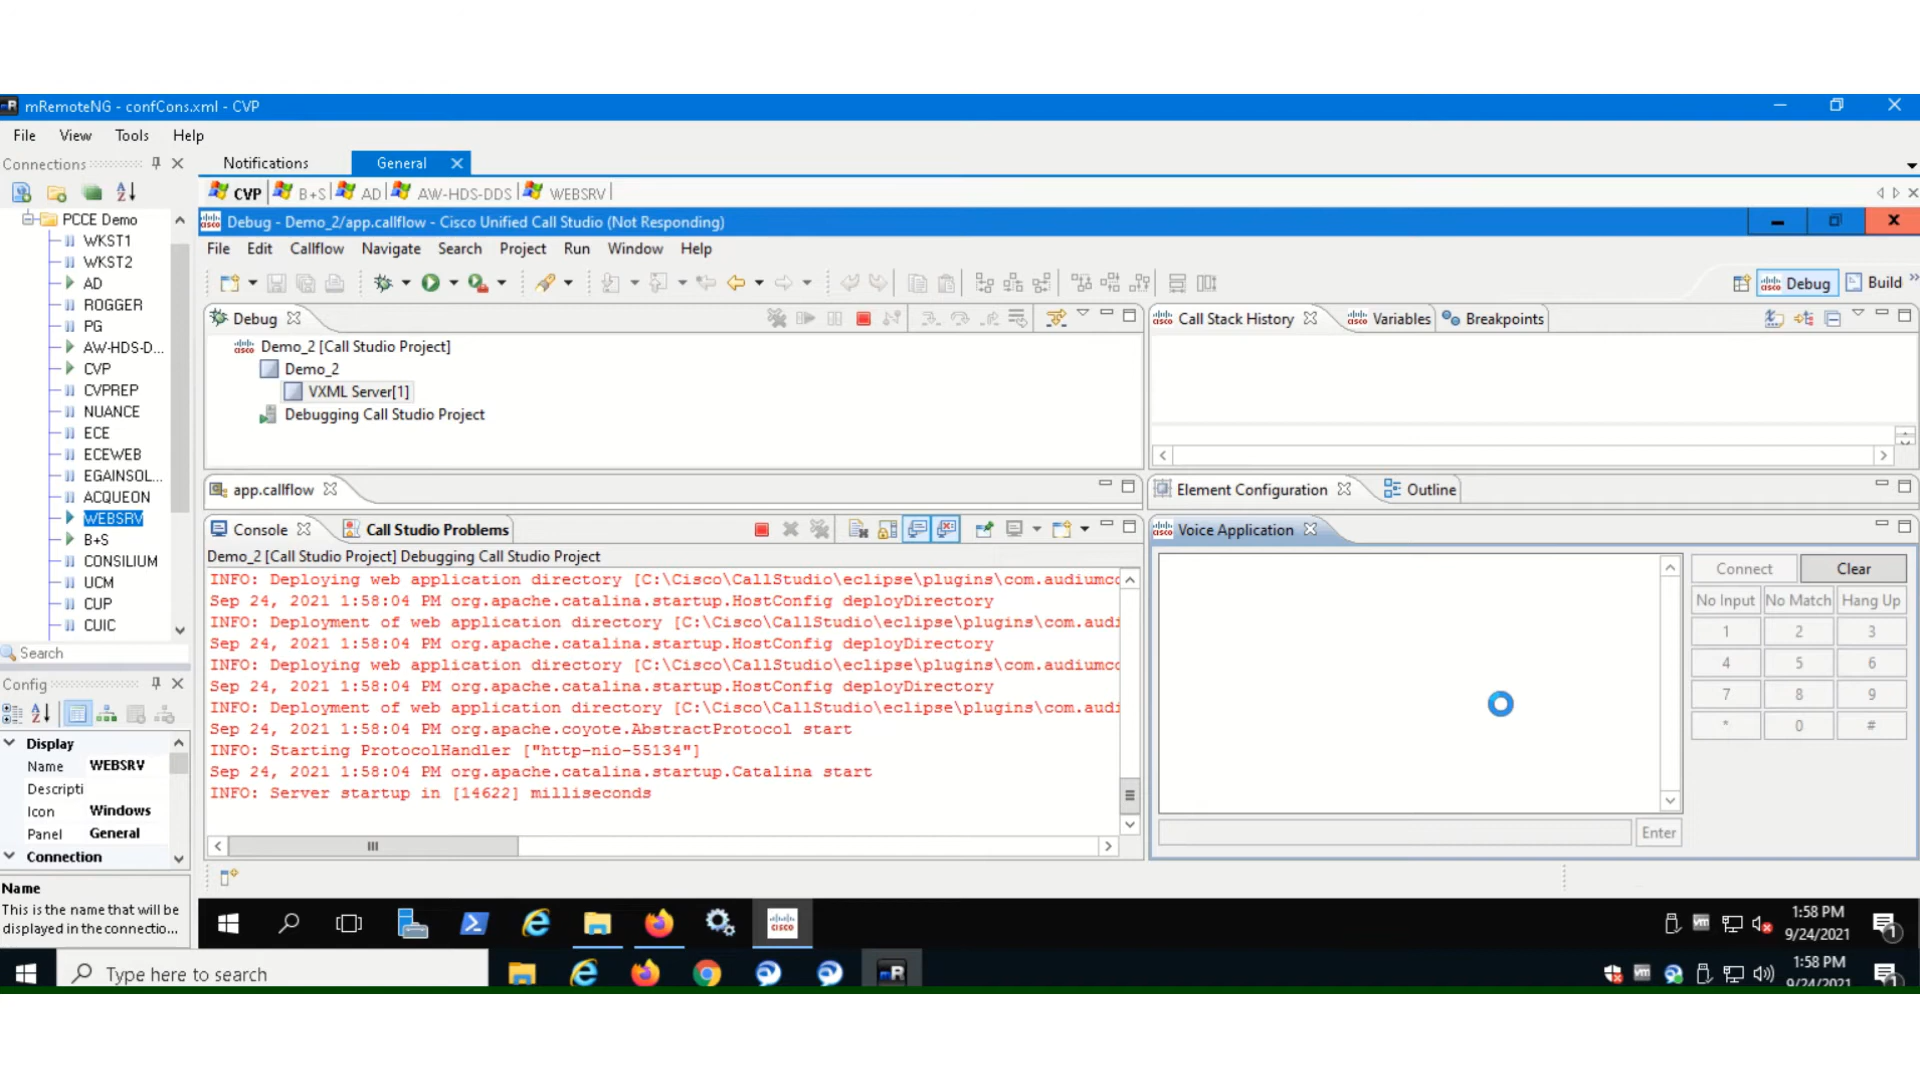 mRemoteNG - confCons.xml - CVP
File View Tools Help
Connections
Notifications General
CVP B+S AD AW-HDS-DDS WEBSRV
PCCE Demo
WKST1
WKST2
AD
ROGGER
PG
AW-HDS-D...
CVP
CVPREP
NUANCE
ECE
ECEWEB
EGAINSOL...
ACQUEON
WEBSRV
B+S
CONSILIUM
UCM
CUP
CUIC
Search
Config
Display
Name WEBSRV
Descripti
Icon Windows
Panel General
Connection
Name
This is the name that will be
displayed in the connectio...
Debug - Demo_2/app.callflow - Cisco Unified Call Studio (Not Responding)
File Edit Callflow Navigate Search Project Run Window Help
Debug Build
Debug
Demo_2 [Call Studio Project]
Demo_2
VXML Server[1]
Debugging Call Studio Project
Call Stack History Variables Breakpoints
app.callflow
Element Configuration Outline
Console Call Studio Problems
Demo_2 [Call Studio Project] Debugging Call Studio Project
INFO: Deploying web application directory [C:\Cisco\CallStudio\eclipse\plugins\com.audiumco
Sep 24, 2021 1:58:04 PM org.apache.catalina.startup.HostConfig deployDirectory
INFO: Deployment of web application directory [C:\Cisco\CallStudio\eclipse\plugins\com.audi
Sep 24, 2021 1:58:04 PM org.apache.catalina.startup.HostConfig deployDirectory
INFO: Deploying web application directory [C:\Cisco\CallStudio\eclipse\plugins\com.audiumco
Sep 24, 2021 1:58:04 PM org.apache.catalina.startup.HostConfig deployDirectory
INFO: Deployment of web application directory [C:\Cisco\CallStudio\eclipse\plugins\com.audi
Sep 24, 2021 1:58:04 PM org.apache.coyote.AbstractProtocol start
INFO: Starting ProtocolHandler ["http-nio-55134"]
Sep 24, 2021 1:58:04 PM org.apache.catalina.startup.Catalina start
INFO: Server startup in [14622] milliseconds
Voice Application
Connect Clear
No Input No Match Hang Up
1 2 3
4 5 6
7 8 9
* 0 #
Enter
cisco
1:58 PM
9/24/2021
1
Type here to search
1:58 PM
9/24/2021
1